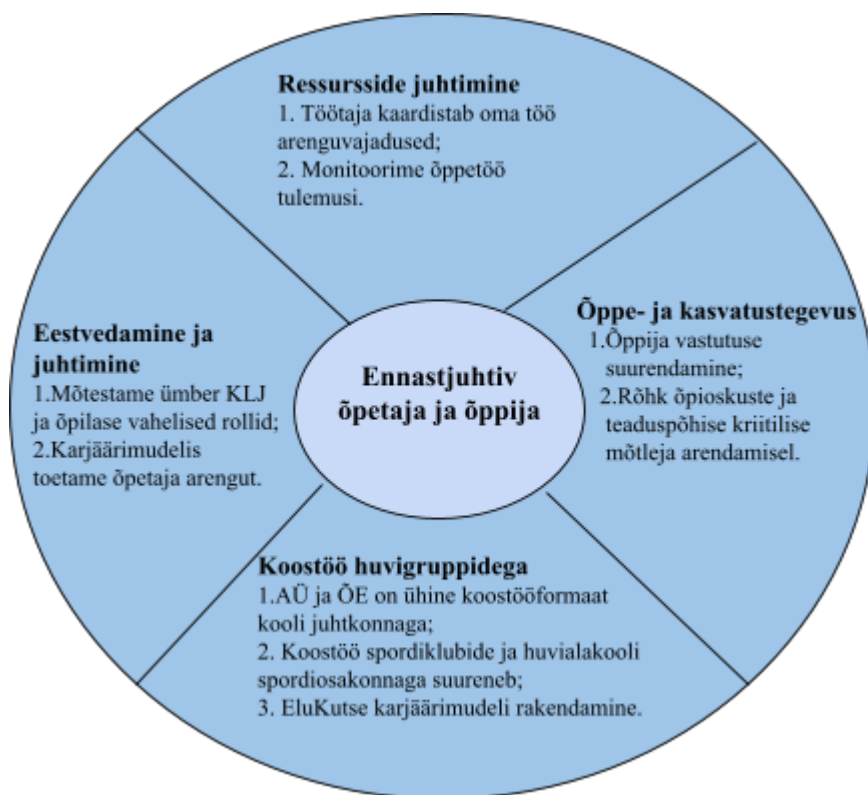 Ressursside juhtimine
1. Töötaja kaardistab oma töö
arenguvajadused;
2. Monitoorime õppetöö
tulemusi.
Eestvedamine ja
juhtimine
1.Mõtestame ümber KLJ
ja õpilase vahelised rollid;
2.Karjäärimudelis
toetame õpetaja arengut.
Ennastjuhtiv
õpetaja ja õppija
Õppe- ja kasvatustegevus
1.Õppija vastutuse
suurendamine;
2.Rõhk õpioskuste ja
teaduspõhise kriitilise
mõtleja arendamisel.
Koostöö huvigruppidega
1.AÜ ja ÕE on ühine koostööformaat
kooli juhtkonnaga;
2. Koostöö spordiklubide ja huvialakooli
spordiosakonnaga suureneb;
3. EluKutse karjäärimudeli rakendamine.